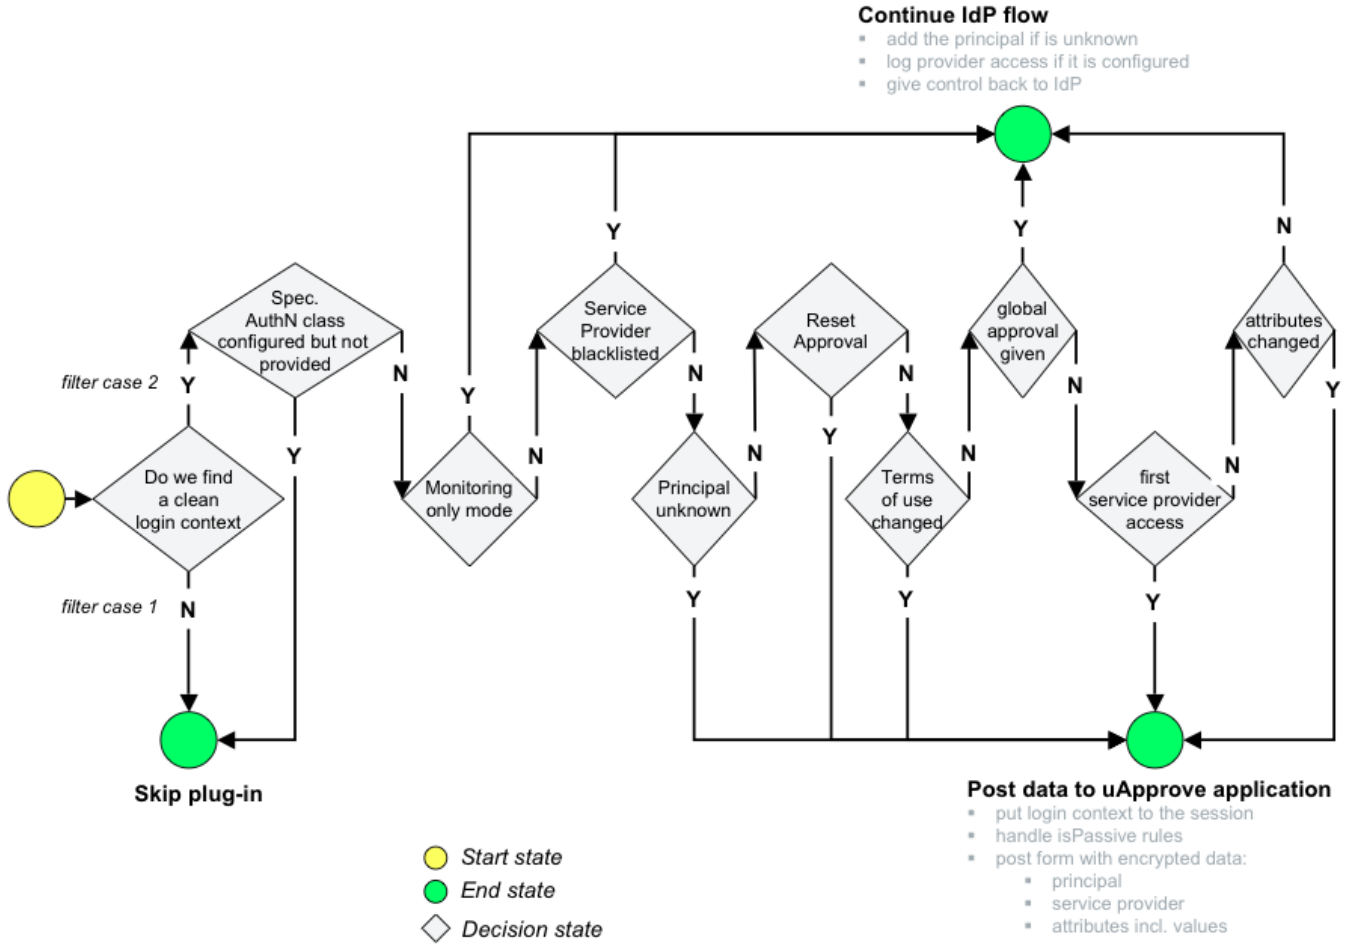 Continue IdP flow
▪ add the principal if is unknown
▪ log provider access if it is configured
▪ give control back to IdP
Y
Y
N
Spec.
AuthN class
configured but not
provided
Service
Provider
blacklisted
Reset
Approval
global
approval
given
attributes
changed
filter case 2
Y
N
Y
N
N
N
Y
Y
N
Y
N
N
N
Do we find
a clean
login context
Monitoring
only mode
Principal
unknown
Terms
of use
changed
first
service provider
access
filter case 1
N
Y
Y
Y
Skip plug-in
Post data to uApprove application
▪ put login context to the session
▪ handle isPassive rules
▪ post form with encrypted data:
▪ principal
▪ service provider
▪ attributes incl. values
Start state
End state
Decision state